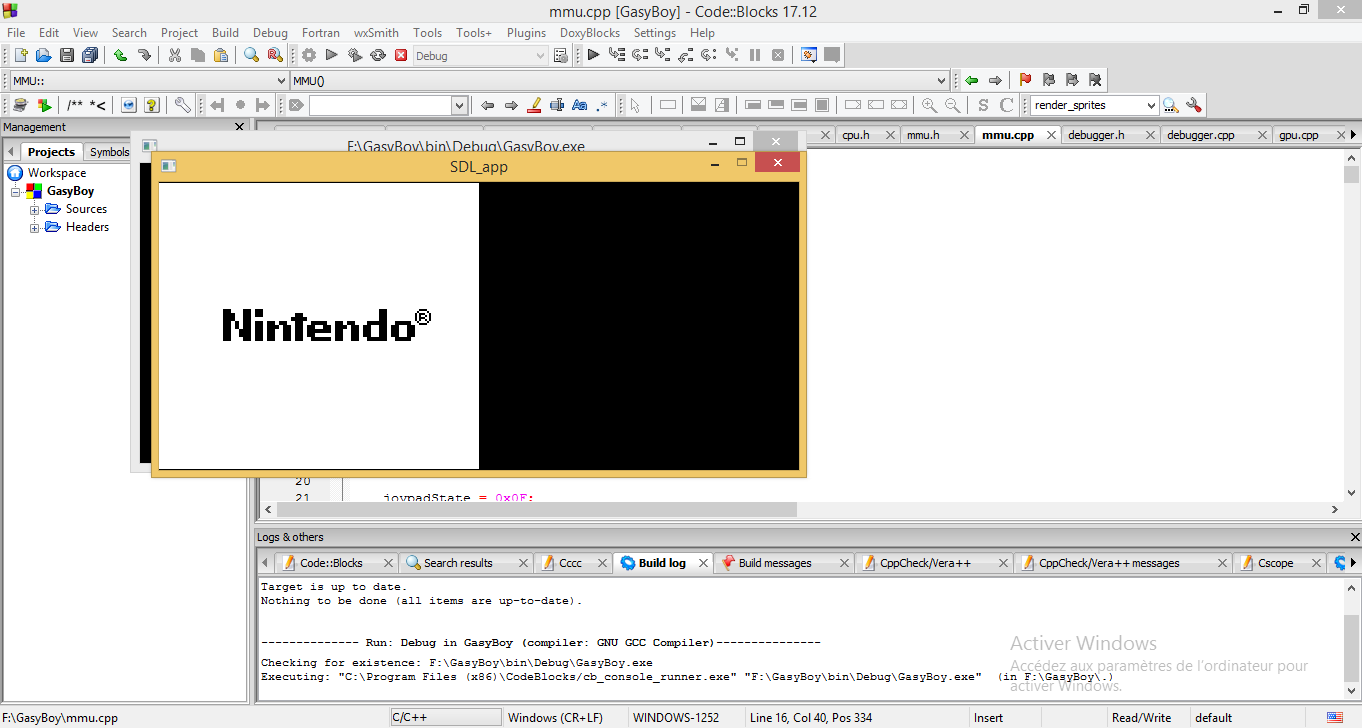 mmu.cpp [GasyBoy] - Code::Blocks 17.12
File Edit View Search Project Build Debug Fortran wxSmith Tools Tools+ Plugins DoxyBlocks Settings Help
Debug
MMU:: MMU()
/** *< Aa .* S C render_sprites
Management
Projects Symbols
cpu.h mmu.h mmu.cpp debugger.h debugger.cpp gpu.cpp
F:\GasyBoy\bin\Debug\GasyBoy.exe
SDL_app
Workspace
GasyBoy
Sources
Headers
Nintendo®
20
21 joypadState = 0x0F;
Logs & others
Code::Blocks Search results Cccc Build log Build messages CppCheck/Vera++ CppCheck/Vera++ messages Cscope
Target is up to date.
Nothing to be done (all items are up-to-date).
-------------- Run: Debug in GasyBoy (compiler: GNU GCC Compiler)---------------
Checking for existence: F:\GasyBoy\bin\Debug\GasyBoy.exe
Executing: "C:\Program Files (x86)\CodeBlocks/cb_console_runner.exe" "F:\GasyBoy\bin\Debug\GasyBoy.exe" (in F:\GasyBoy\.)
Activer Windows
Accédez aux paramètres de l'ordinateur pour
activer Windows.
F:\GasyBoy\mmu.cpp C/C++ Windows (CR+LF) WINDOWS-1252 Line 16, Col 40, Pos 334 Insert Read/Write default